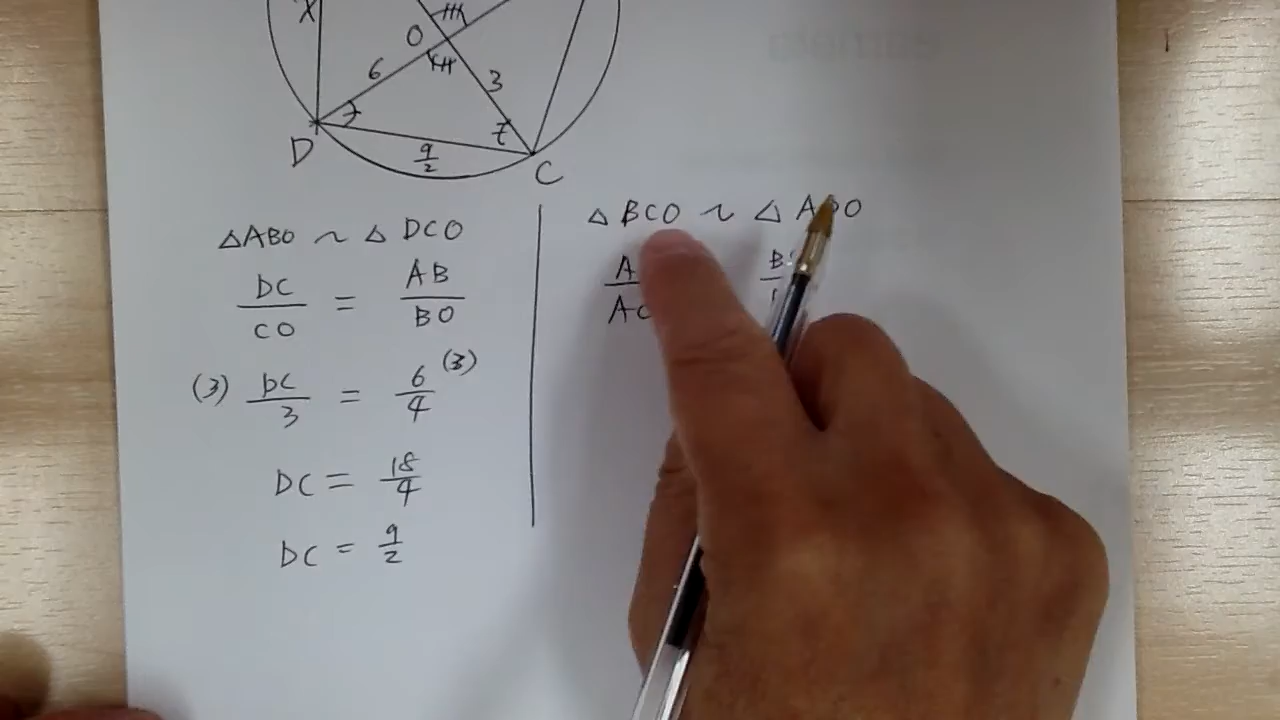 X
O
6
3
D
9/2
C
△ABO ~ △DCO
DC/CO = AB/BO
(3) DC/3 = 6/4 (3)
DC = 18/4
DC = 9/2
△BCO ~ △A O